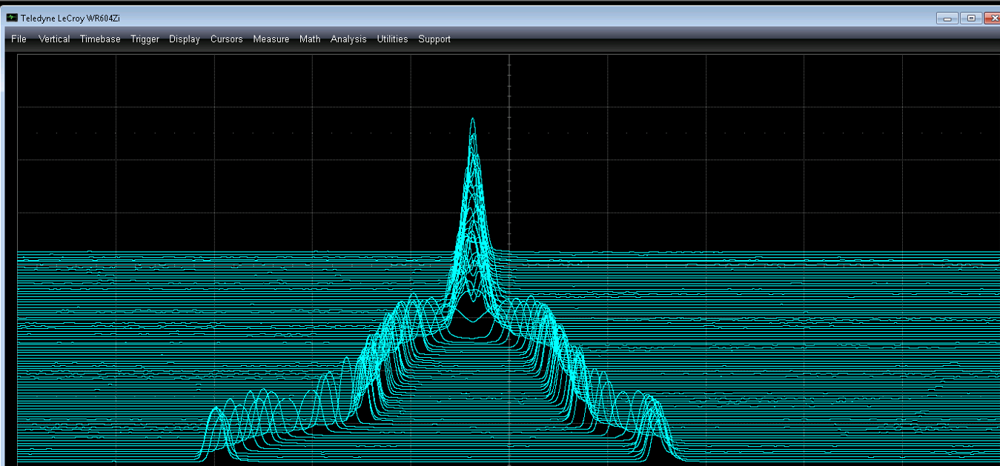 Teledyne LeCroy WR604Zi
File Vertical Timebase Trigger Display Cursors Measure Math Analysis Utilities Support